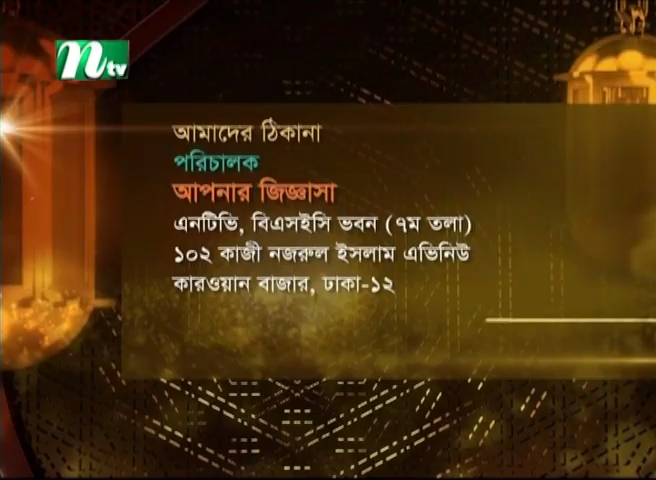 ntv
আমাদের ঠিকানা
পরিচালক
আপনার জিজ্ঞাসা
এনটিভি, বিএসইসি ভবন (৭ম তলা)
১০২ কাজী নজরুল ইসলাম এভিনিউ
কারওয়ান বাজার, ঢাকা-১২